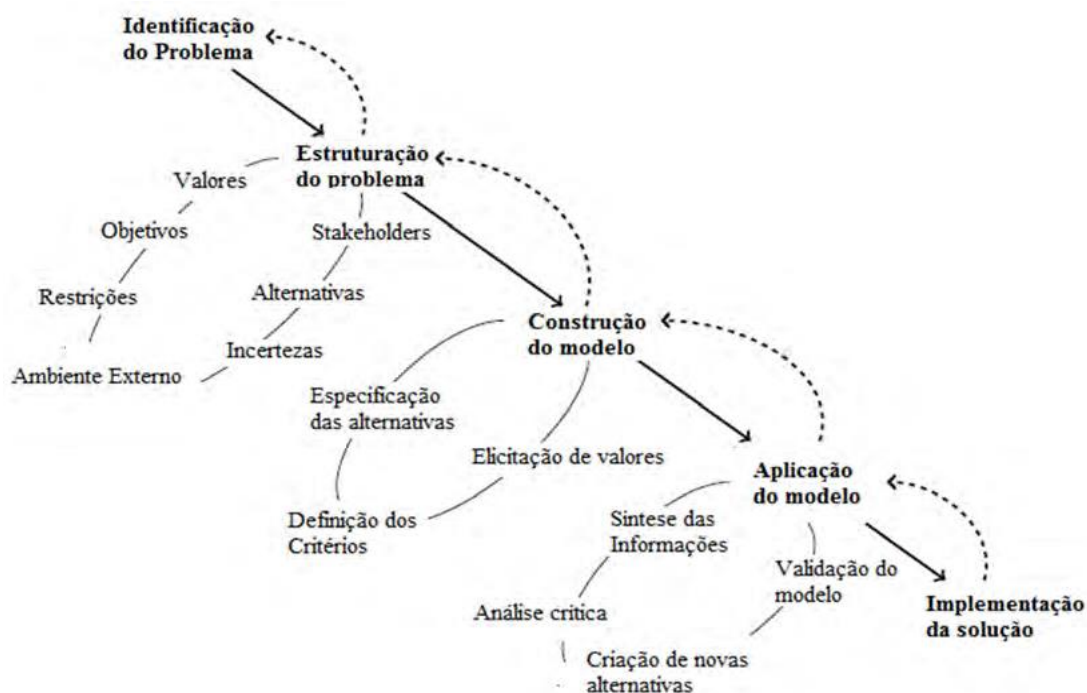 Identificação
do Problema
Estruturação
do problema
Valores
Objetivos
Restrições
Ambiente Externo
Stakeholders
Alternativas
Incertezas
Construção
do modelo
Especificação
das alternativas
Elicitação de valores
Definição dos
Critérios
Aplicação
do modelo
Sintese das
Informações
Validação do
modelo
Análise critica
Criação de novas
alternativas
Implementação
da solução